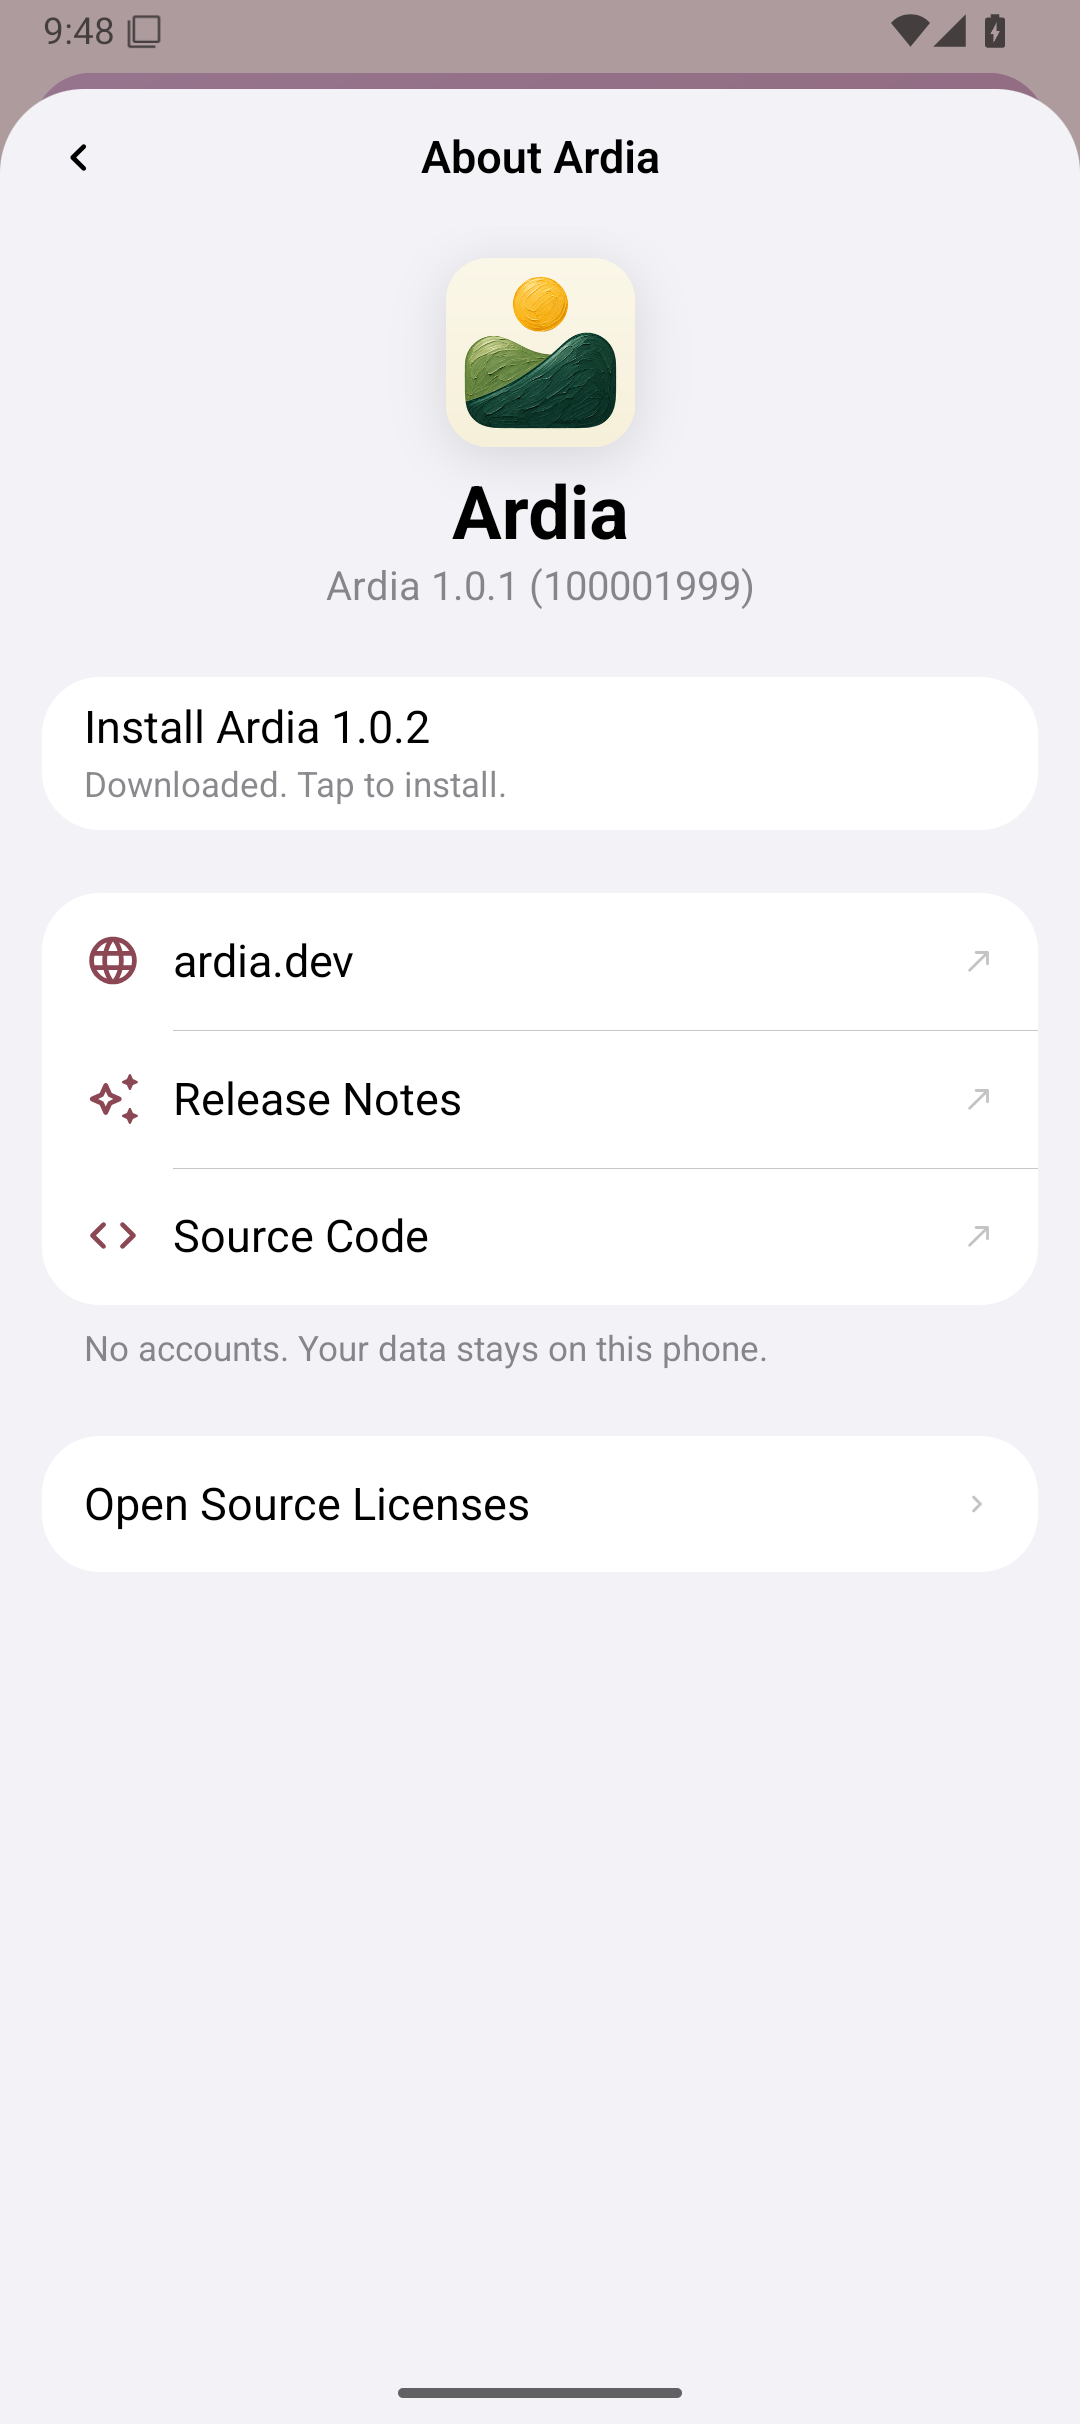 9:48
About Ardia
Ardia
Ardia 1.0.1 (100001999)
Install Ardia 1.0.2
Downloaded. Tap to install.
ardia.dev
Release Notes
Source Code
No accounts. Your data stays on this phone.
Open Source Licenses